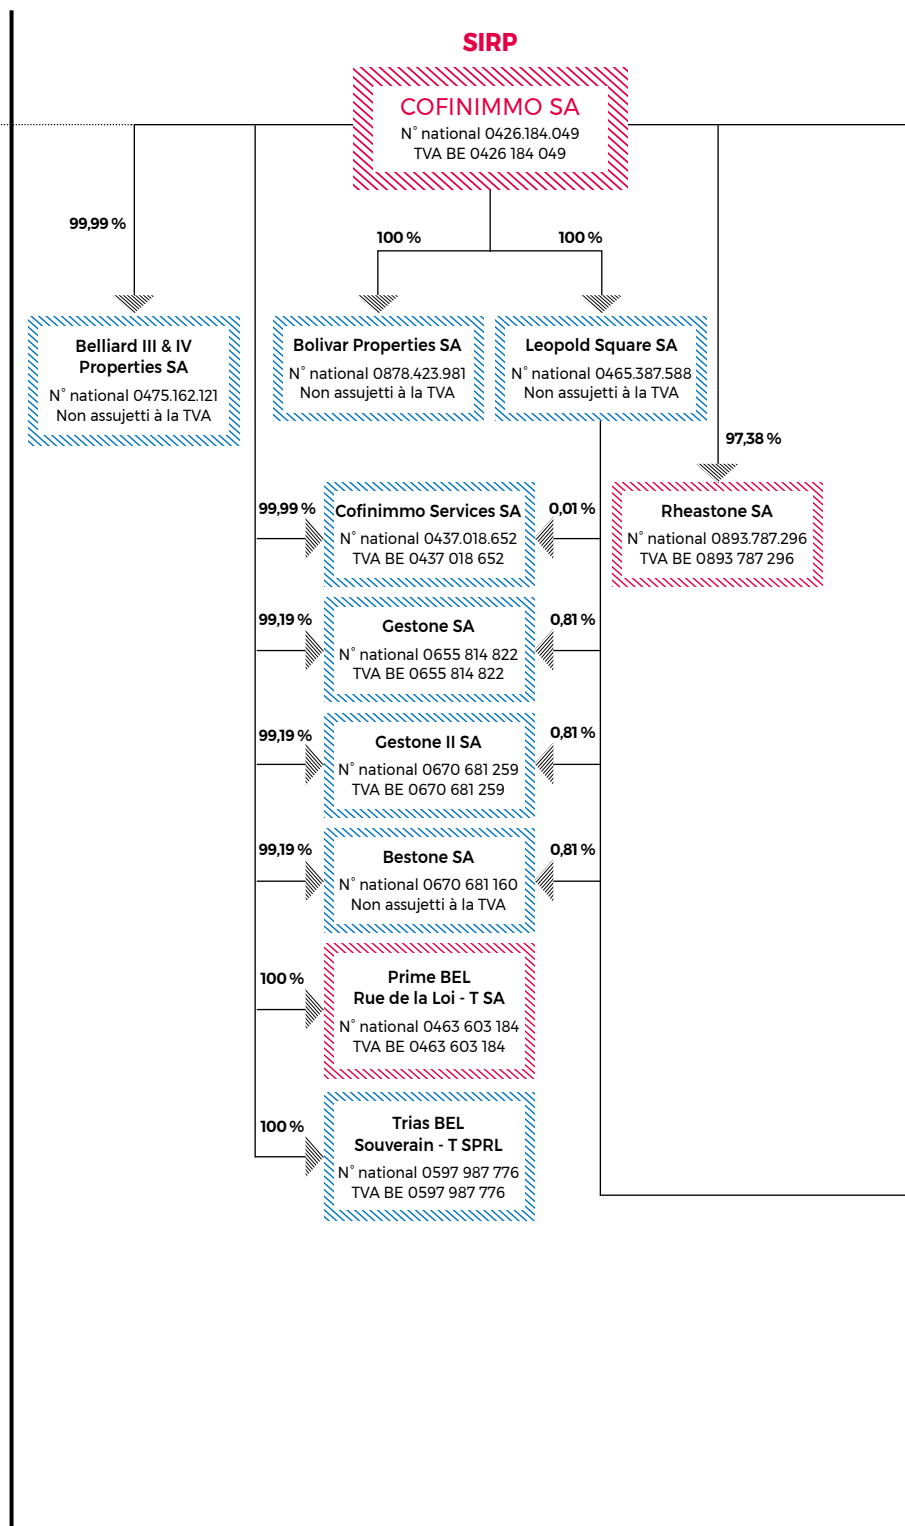 SIRP
COFINIMMO SA
N° national 0426.184.049
TVA BE 0426 184 049
99,99 %
100 %
100 %
Belliard III & IV
Properties SA
N° national 0475.162.121
Non assujetti à la TVA
Bolivar Properties SA
N° national 0878.423.981
Non assujetti à la TVA
Leopold Square SA
N° national 0465.387.588
Non assujetti à la TVA
97,38 %
Rheastone SA
N° national 0893.787.296
TVA BE 0893 787 296
99,99 %
Cofinimmo Services SA
N° national 0437.018.652
TVA BE 0437 018 652
0,01 %
99,19 %
Gestone SA
N° national 0655 814 822
TVA BE 0655 814 822
0,81 %
99,19 %
Gestone II SA
N° national 0670 681 259
TVA BE 0670 681 259
0,81 %
99,19 %
Bestone SA
N° national 0670 681 160
Non assujetti à la TVA
0,81 %
100 %
Prime BEL
Rue de la Loi - T SA
N° national 0463 603 184
TVA BE 0463 603 184
100 %
Trias BEL
Souverain - T SPRL
N° national 0597 987 776
TVA BE 0597 987 776